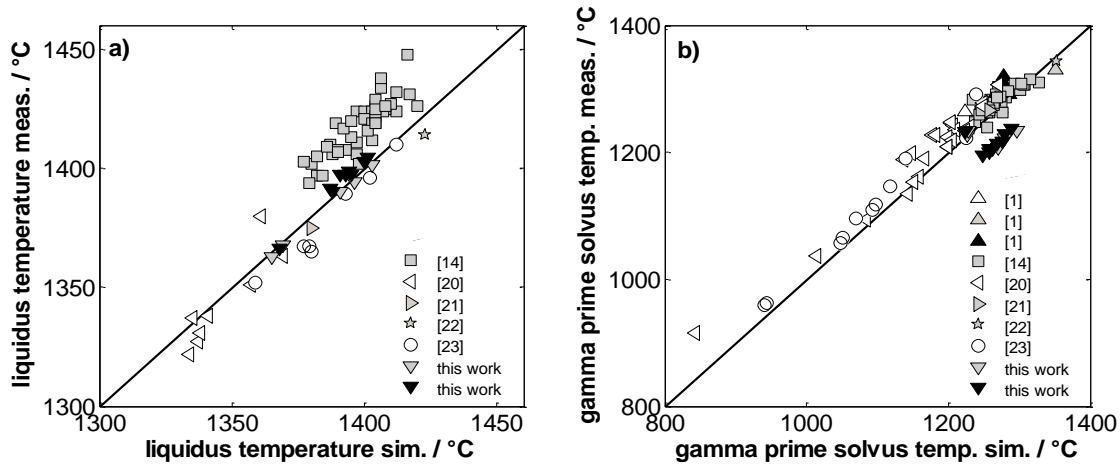 a)
liquidus temperature meas. / °C
1450
1400
1350
1300
1300
1350
1400
1450
liquidus temperature sim. / °C
[14]
[20]
[21]
[22]
[23]
this work
this work
b)
gamma prime solvus temp. meas. / °C
1400
1200
1000
800
800
1000
1200
1400
gamma prime solvus temp. sim. / °C
[1]
[1]
[1]
[14]
[20]
[21]
[22]
[23]
this work
this work